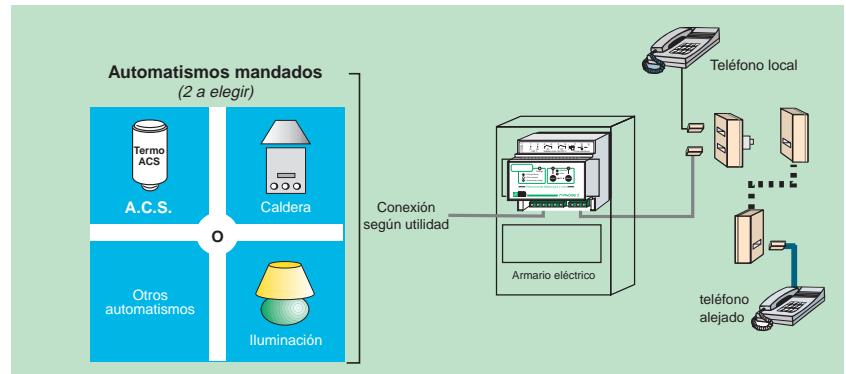 Automatismos mandados
(2 a elegir)
Termo
ACS
A.C.S.
Caldera
O
Otros
automatismos
Iluminación
Conexión
según utilidad
Armario eléctrico
Teléfono local
teléfono
alejado